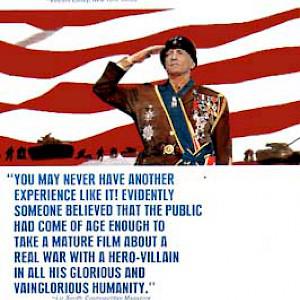 "YOU MAY NEVER HAVE ANOTHER
EXPERIENCE LIKE IT! EVIDENTLY
SOMEONE BELIEVED THAT THE PUBLIC
HAD COME OF AGE ENOUGH TO
TAKE A MATURE FILM ABOUT A
REAL WAR WITH A HERO-VILLAIN
IN ALL HIS GLORIOUS AND
VAINGLORIOUS HUMANITY."